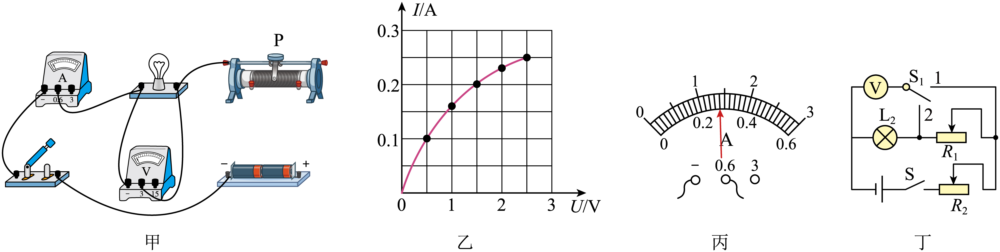 A
－ 0.6 3
P
V
－ 3 15
－ +
甲
I/A
0.3
0.2
0.1
0 1 2 3 U/V
乙
0 1 2 3
0 0.2 0.4 0.6
A
－ 0.6 3
丙
V S₁ 1
2
L₂ R₁
S R₂
丁